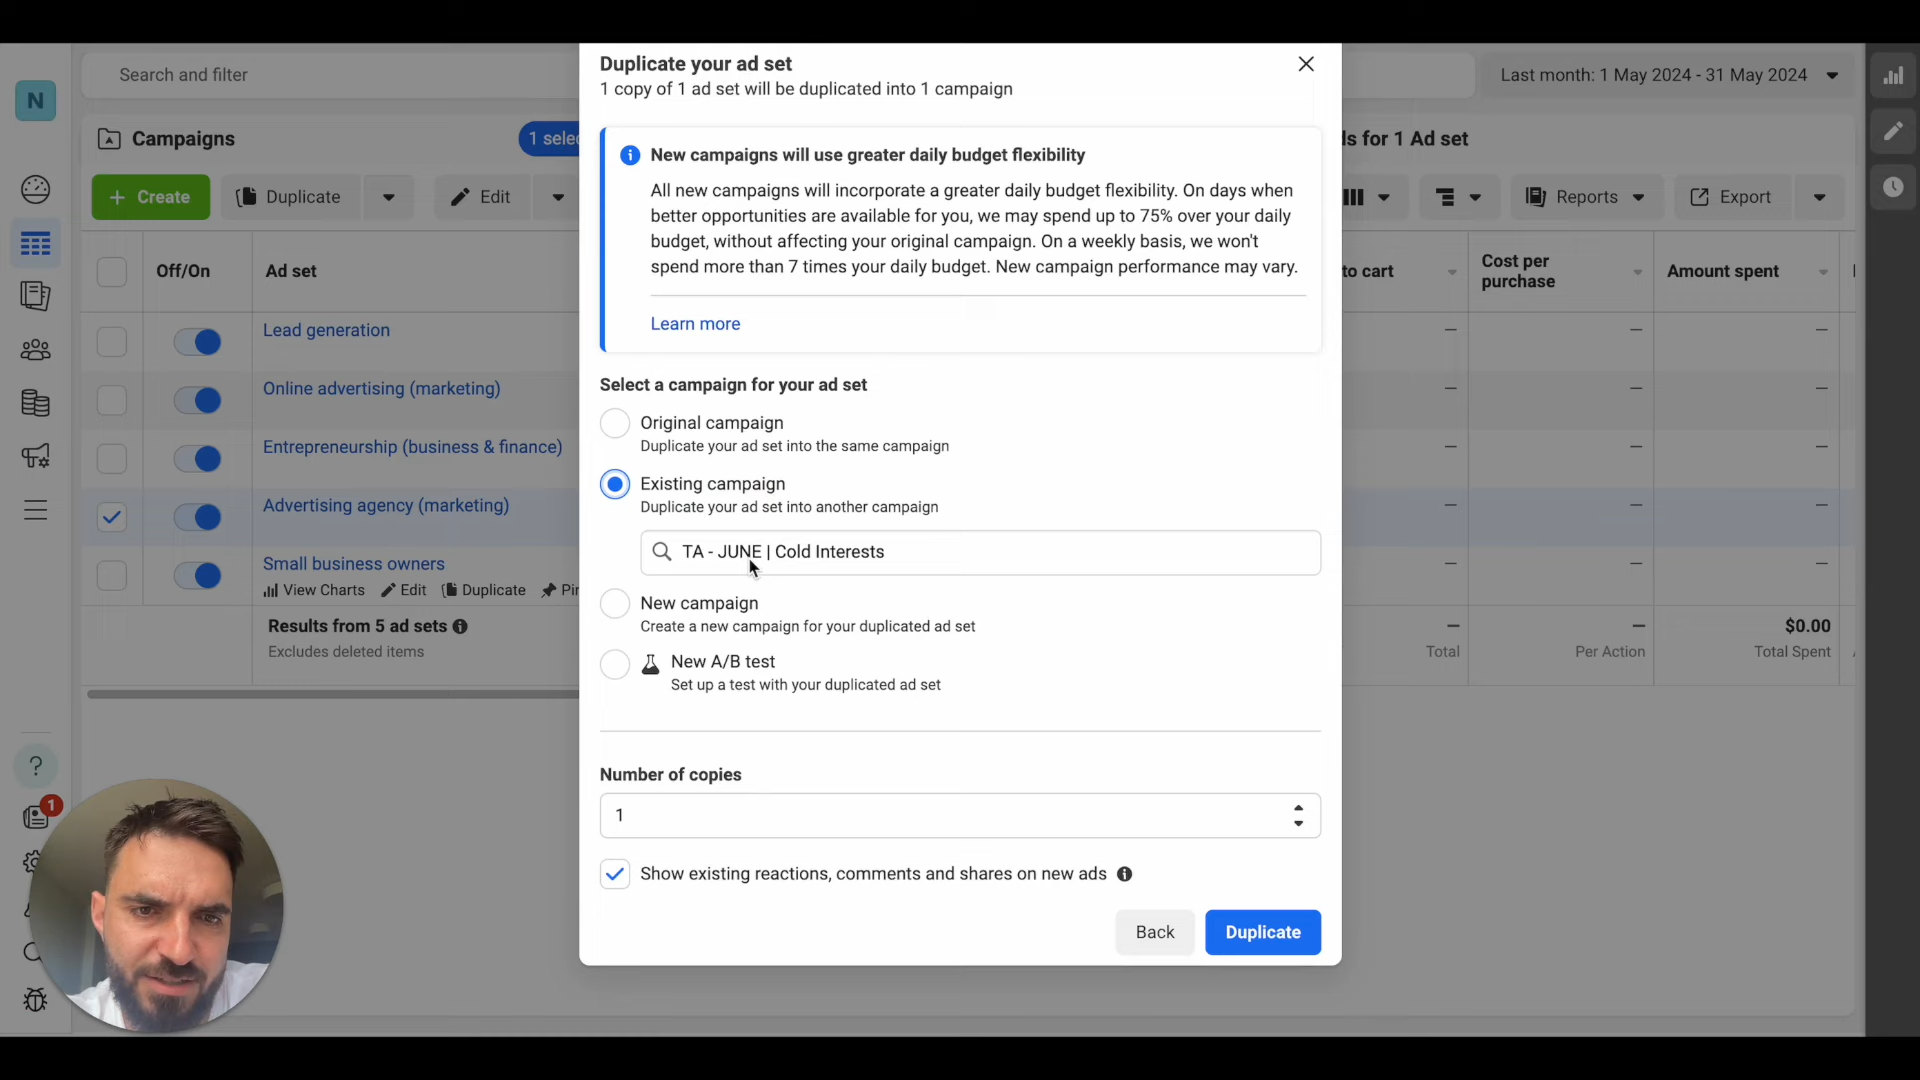 Duplicate your ad set
1 copy of 1 ad set will be duplicated into 1 campaign
Search and filter
Last month: 1 May 2024 - 31 May 2024
N
Campaigns
1 selec
ds for 1 Ad set
New campaigns will use greater daily budget flexibility
All new campaigns will incorporate a greater daily budget flexibility. On days when
better opportunities are available for you, we may spend up to 75% over your daily
budget, without affecting your original campaign. On a weekly basis, we won't
spend more than 7 times your daily budget. New campaign performance may vary.
Learn more
+ Create
Duplicate
Edit
Reports
Export
Off/On
Ad set
to cart
Cost per
purchase
Amount spent
Lead generation
— — —
Online advertising (marketing)
— — —
Entrepreneurship (business & finance)
— — —
Advertising agency (marketing)
— — —
Small business owners
— — —
View Charts
Edit
Duplicate
Pi
Results from 5 ad sets
Excludes deleted items
—
Total
—
Per Action
$0.00
Total Spent
Select a campaign for your ad set
Original campaign
Duplicate your ad set into the same campaign
Existing campaign
Duplicate your ad set into another campaign
TA - JUNE | Cold Interests
New campaign
Create a new campaign for your duplicated ad set
New A/B test
Set up a test with your duplicated ad set
Number of copies
1
Show existing reactions, comments and shares on new ads
Back
Duplicate
?
1